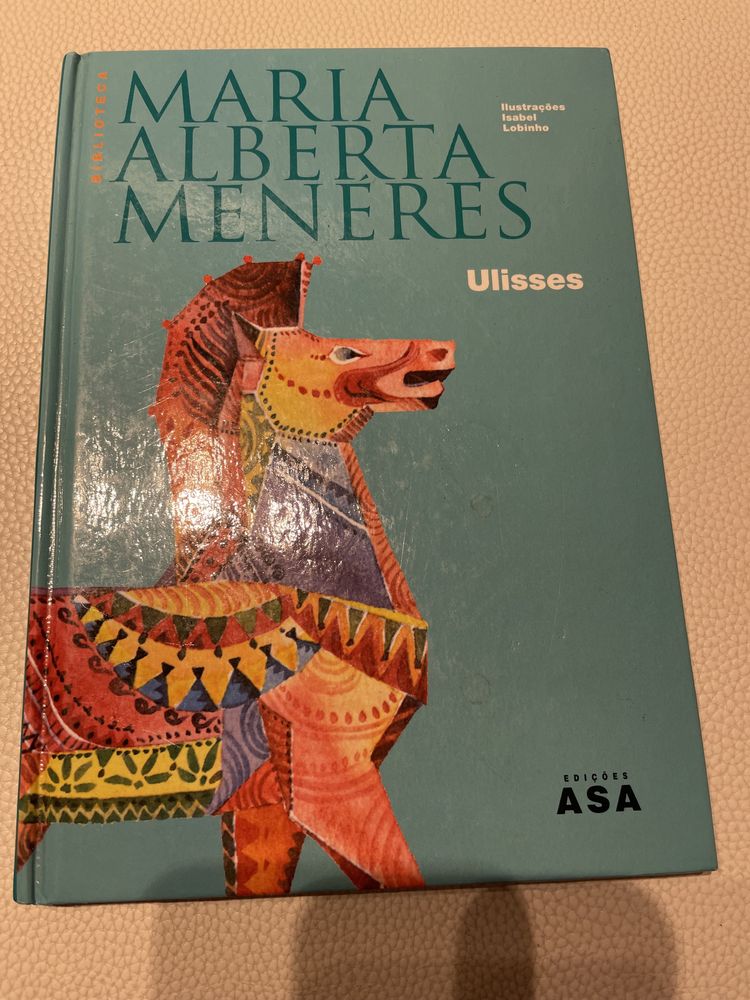 BIBLIOTECA
MARIA
ALBERTA
MENÉRES
Ilustrações
Isabel
Lobinho
Ulisses
EDIÇÕES
ASA